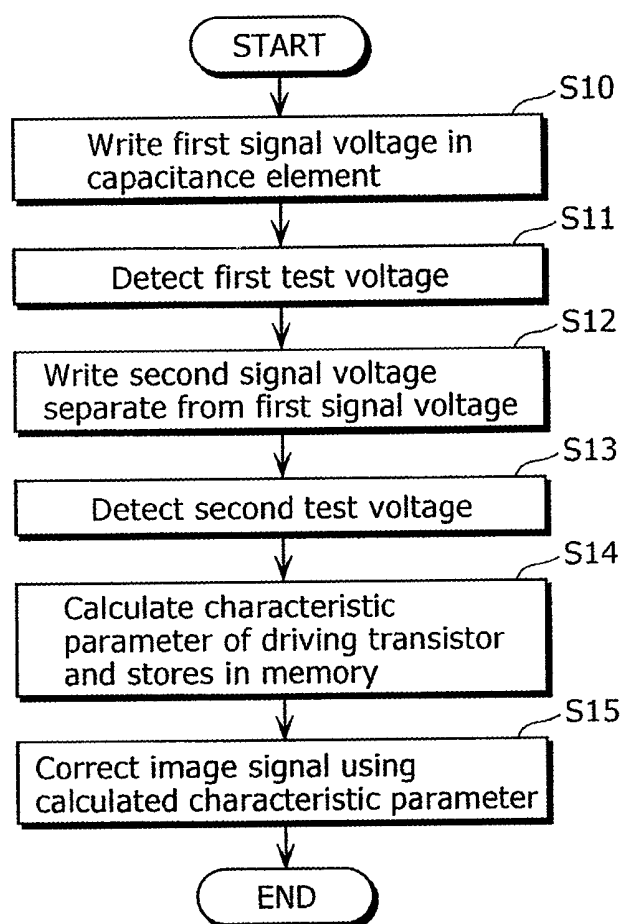 START
S10
Write first signal voltage in
capacitance element
S11
Detect first test voltage
S12
Write second signal voltage
separate from first signal voltage
S13
Detect second test voltage
S14
Calculate characteristic
parameter of driving transistor
and stores in memory
S15
Correct image signal using
calculated characteristic parameter
END